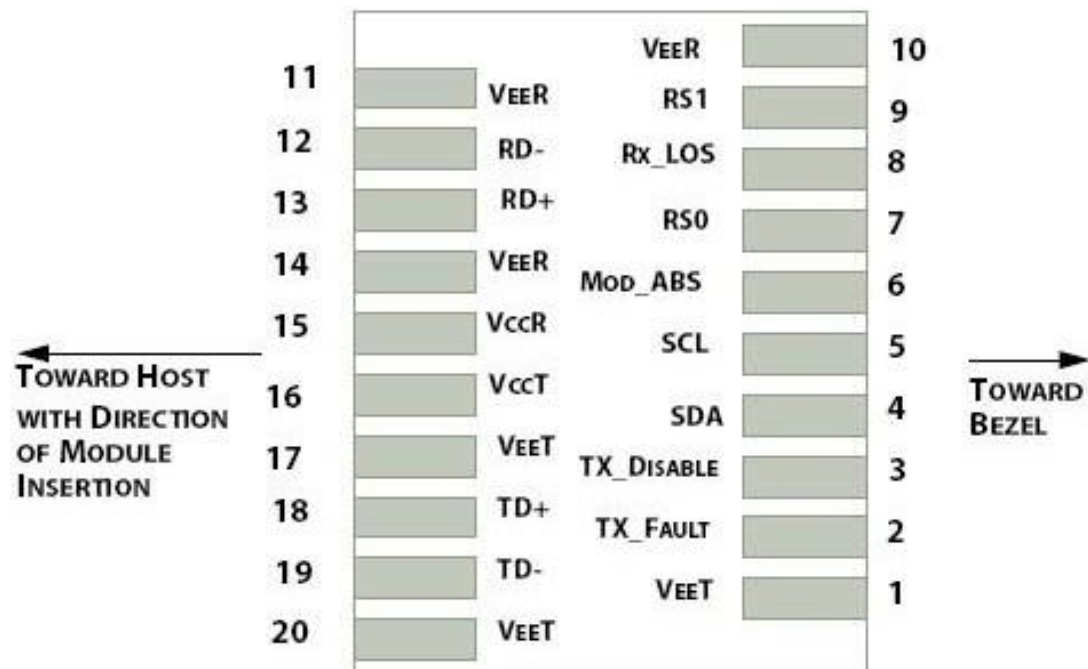 11 VEER
12 RD-
13 RD+
14 VEER
15 VCCR
16 VCCT
17 VEET
18 TD+
19 TD-
20 VEET
VEER 10
RS1 9
RX_LOS 8
RS0 7
MOD_ABS 6
SCL 5
SDA 4
TX_DISABLE 3
TX_FAULT 2
VEET 1
TOWARD HOST
WITH DIRECTION
OF MODULE
INSERTION
TOWARD
BEZEL